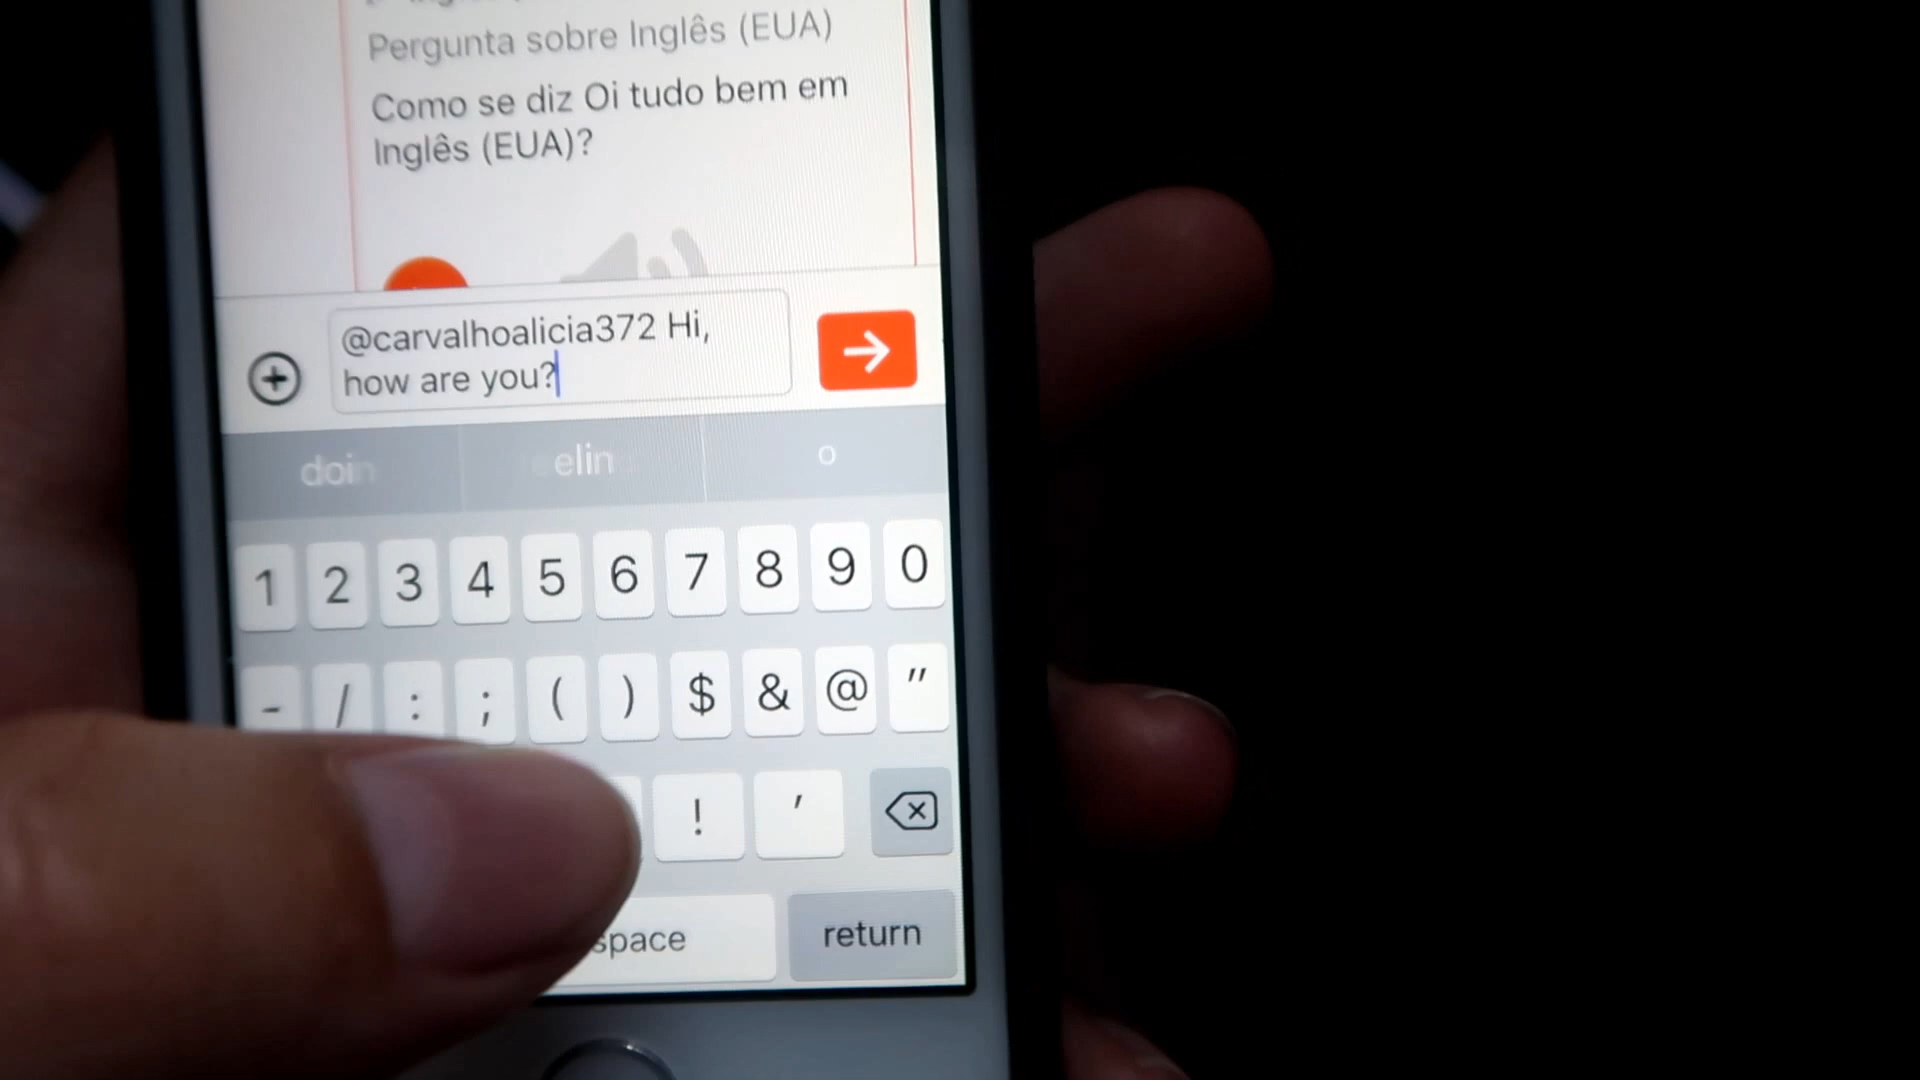 Pergunta sobre Inglês (EUA)
Como se diz Oi tudo bem em
Inglês (EUA)?
@carvalhoalicia372 Hi,
how are you?
1 2 3 4 5 6 7 8 9 0
- / : ; ( ) $ & @ "
! '
space return